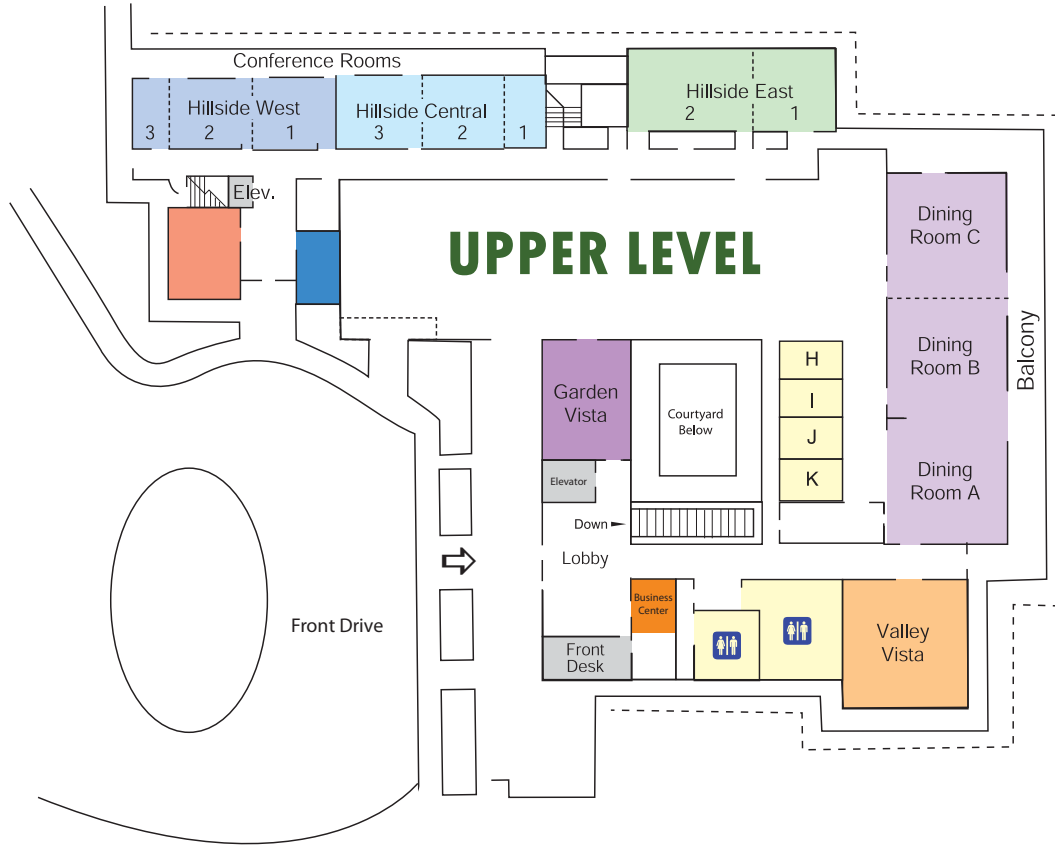 Conference Rooms
Hillside West
3 2 1
Hillside Central
3 2 1
Hillside East
2 1
Elev.
UPPER LEVEL
Dining
Room C
Dining
Room B
Dining
Room A
Balcony
Garden
Vista
Courtyard
Below
H
I
J
K
Elevator
Down
Lobby
Business
Center
Front
Desk
Front Drive
Valley
Vista